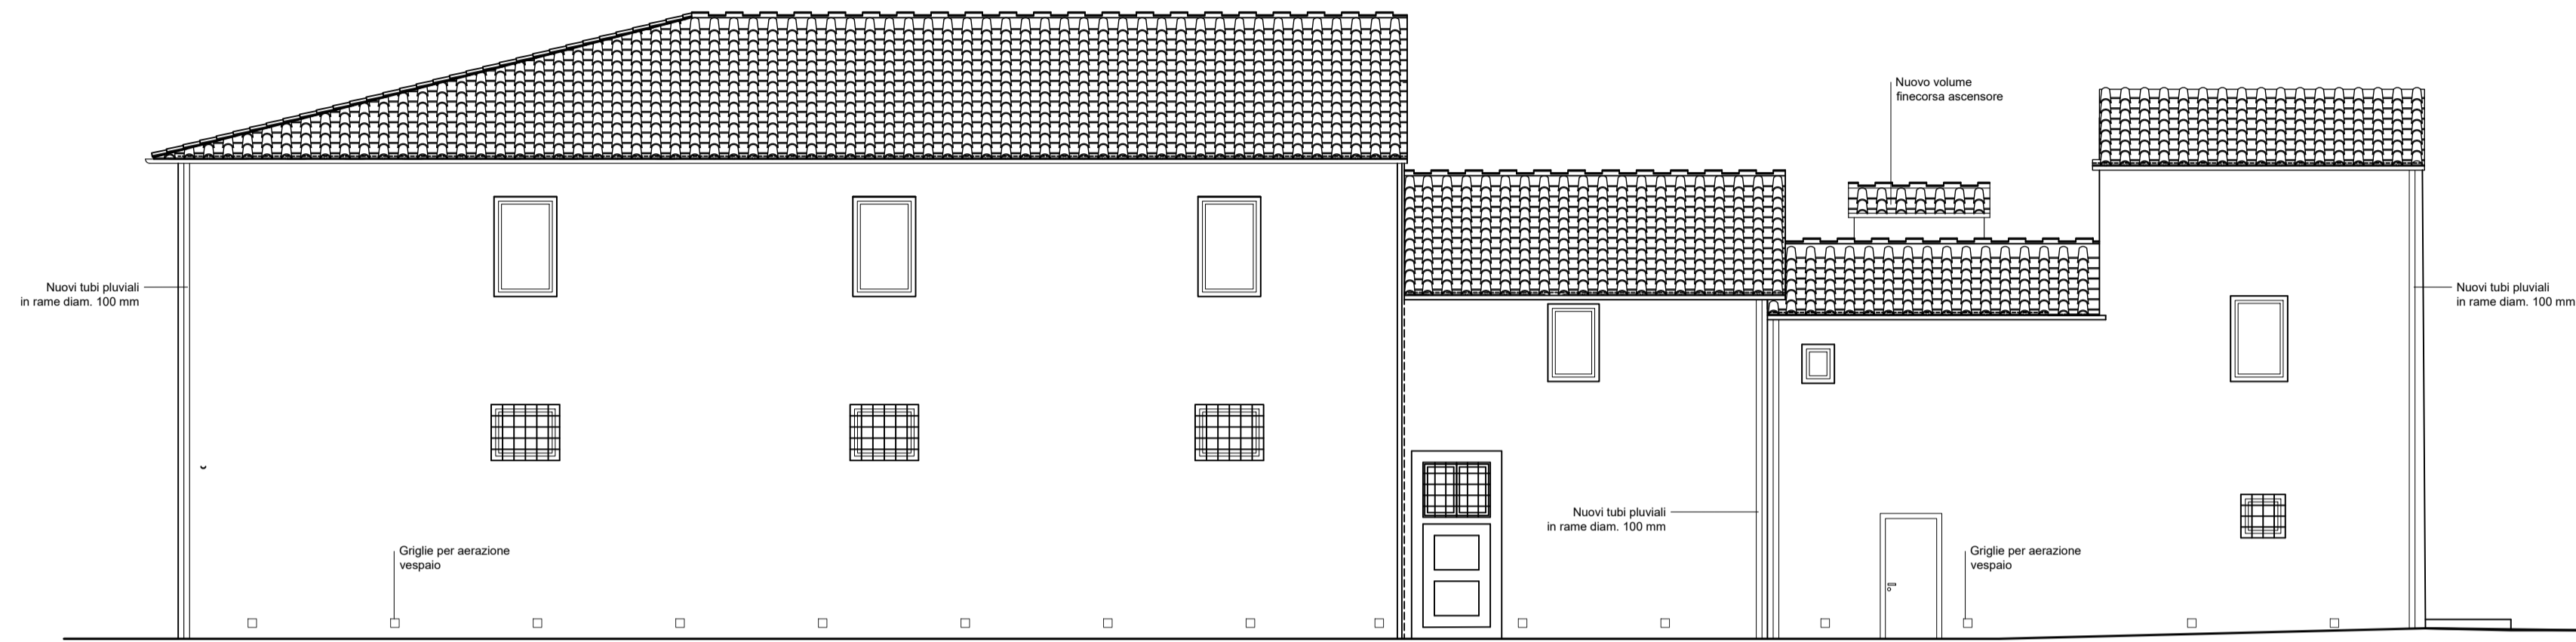 Nuovo volume
finecorsa ascensore
Nuovi tubi pluviali
in rame diam. 100 mm
Nuovi tubi pluviali
in rame diam. 100 mm
Nuovi tubi pluviali
in rame diam. 100 mm
Griglie per aerazione
vespaio
Griglie per aerazione
vespaio